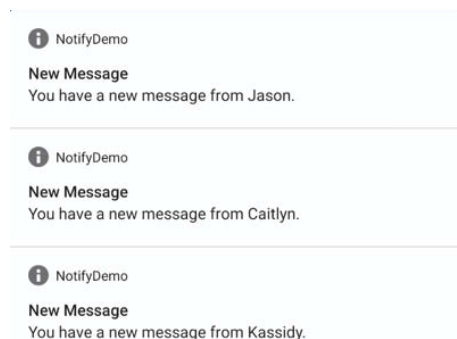 NotifyDemo
New Message
You have a new message from Jason.
NotifyDemo
New Message
You have a new message from Caitlyn.
NotifyDemo
New Message
You have a new message from Kassidy.